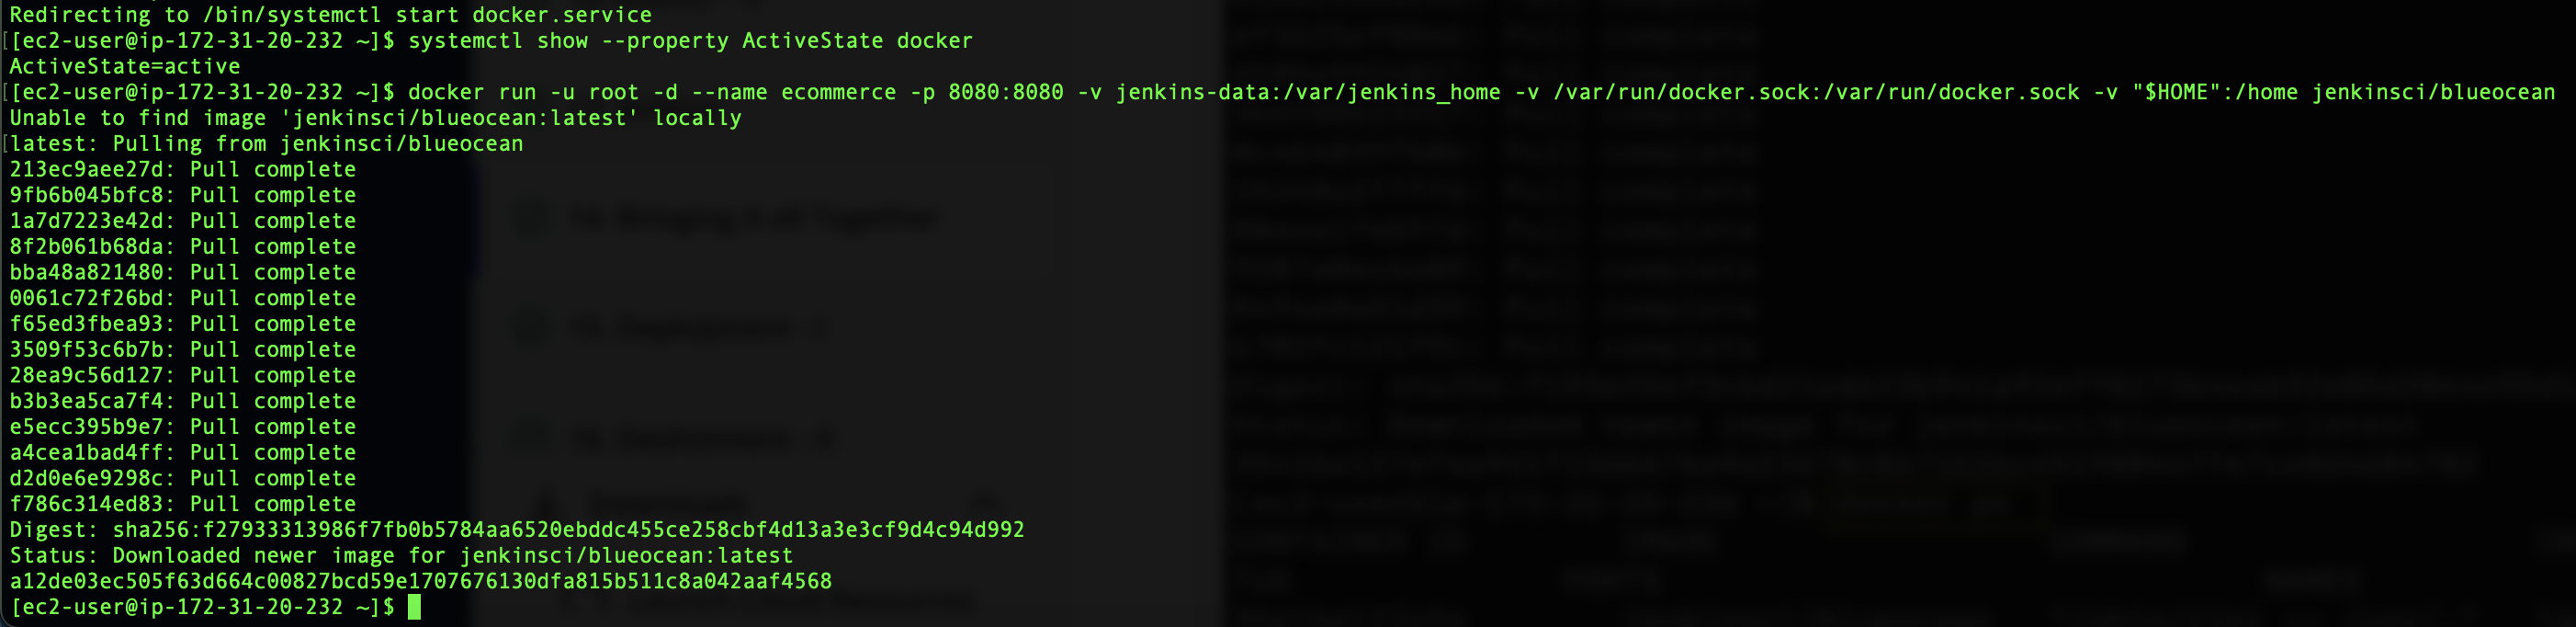 Redirecting to /bin/systemctl start docker.service
[[ec2-user@ip-172-31-20-232 ~]$ systemctl show --property ActiveState docker
ActiveState=active
[[ec2-user@ip-172-31-20-232 ~]$ docker run -u root -d --name ecommerce -p 8080:8080 -v jenkins-data:/var/jenkins_home -v /var/run/docker.sock:/var/run/docker.sock -v "$HOME":/home jenkinsci/blueocean
Unable to find image 'jenkinsci/blueocean:latest' locally
[latest: Pulling from jenkinsci/blueocean
213ec9aee27d: Pull complete
9fb6b045bfc8: Pull complete
1a7d7223e42d: Pull complete
8f2b061b68da: Pull complete
bba48a821480: Pull complete
0061c72f26bd: Pull complete
f65ed3fbea93: Pull complete
3509f53c6b7b: Pull complete
28ea9c56d127: Pull complete
b3b3ea5ca7f4: Pull complete
e5ecc395b9e7: Pull complete
a4cea1bad4ff: Pull complete
d2d0e6e9298c: Pull complete
f786c314ed83: Pull complete
Digest: sha256:f27933313986f7fb0b5784aa6520ebddc455ce258cbf4d13a3e3cf9d4c94d992
Status: Downloaded newer image for jenkinsci/blueocean:latest
a12de03ec505f63d664c00827bcd59e1707676130dfa815b511c8a042aaf4568
[ec2-user@ip-172-31-20-232 ~]$